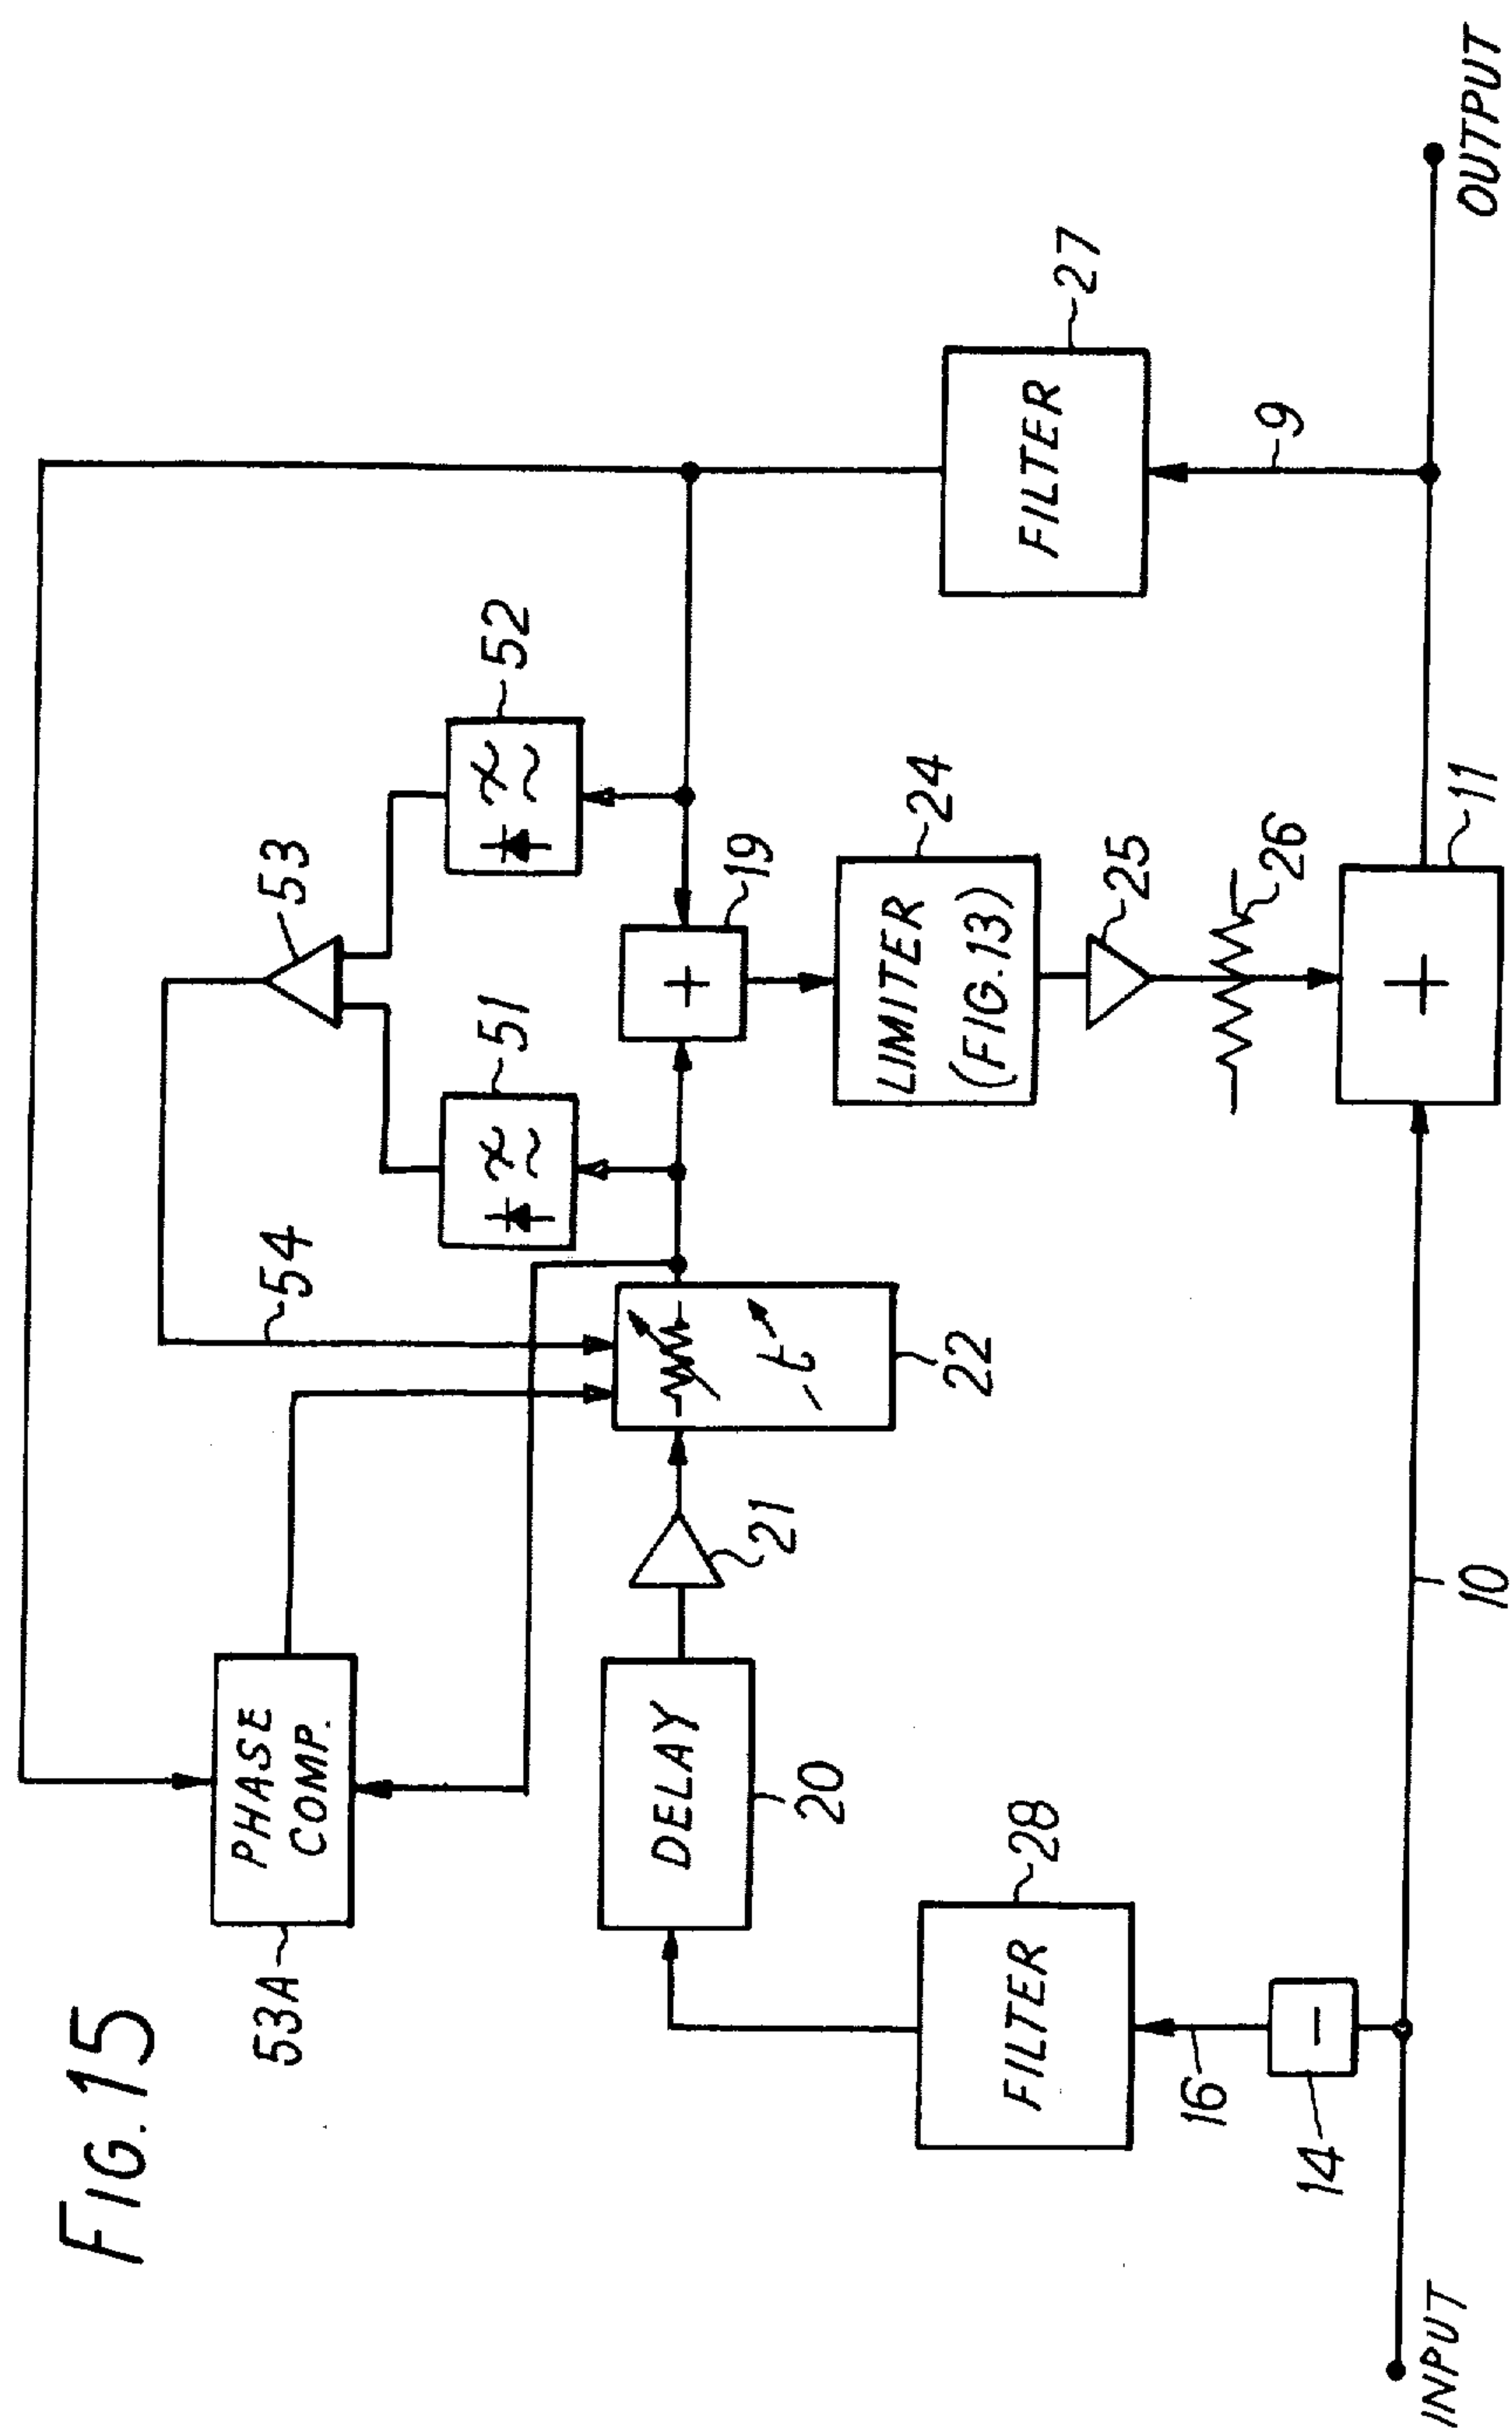 FIG. 15
53A
PHASE
COMP.
54
53
51
52
DELAY
20
21
22
+
19
LIMITER
(FIG. 13)
24
25
26
FILTER
28
FILTER
27
16
14
-
9
INPUT
10
+
11
OUTPUT
t